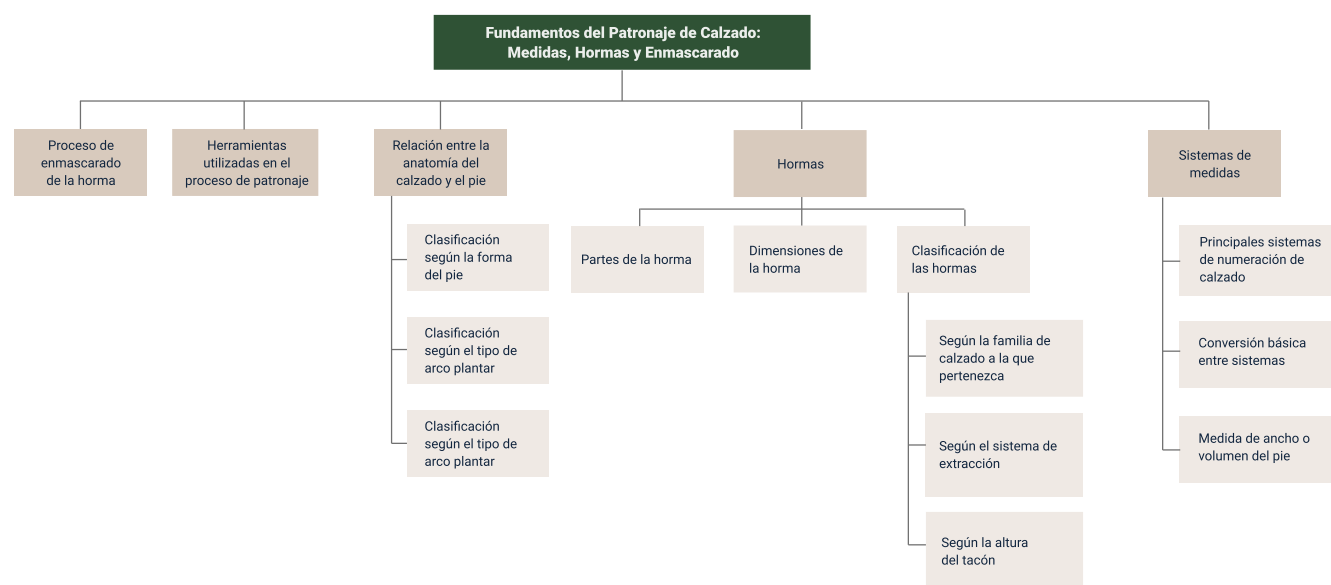 Fundamentos del Patronaje de Calzado:
Medidas, Hormas y Enmascarado
Proceso de
enmascarado
de la horma
Herramientas
utilizadas en el
proceso de patronaje
Relación entre la
anatomía del
calzado y el pie
Clasificación
según la forma
del pie
Clasificación
según el tipo de
arco plantar
Clasificación
según el tipo de
arco plantar
Hormas
Partes de la horma
Dimensiones de
la horma
Clasificación de
las hormas
Según la familia de
calzado a la que
pertenezca
Según el sistema de
extracción
Según la altura
del tacón
Sistemas de
medidas
Principales sistemas
de numeración de
calzado
Conversión básica
entre sistemas
Medida de ancho o
volumen del pie